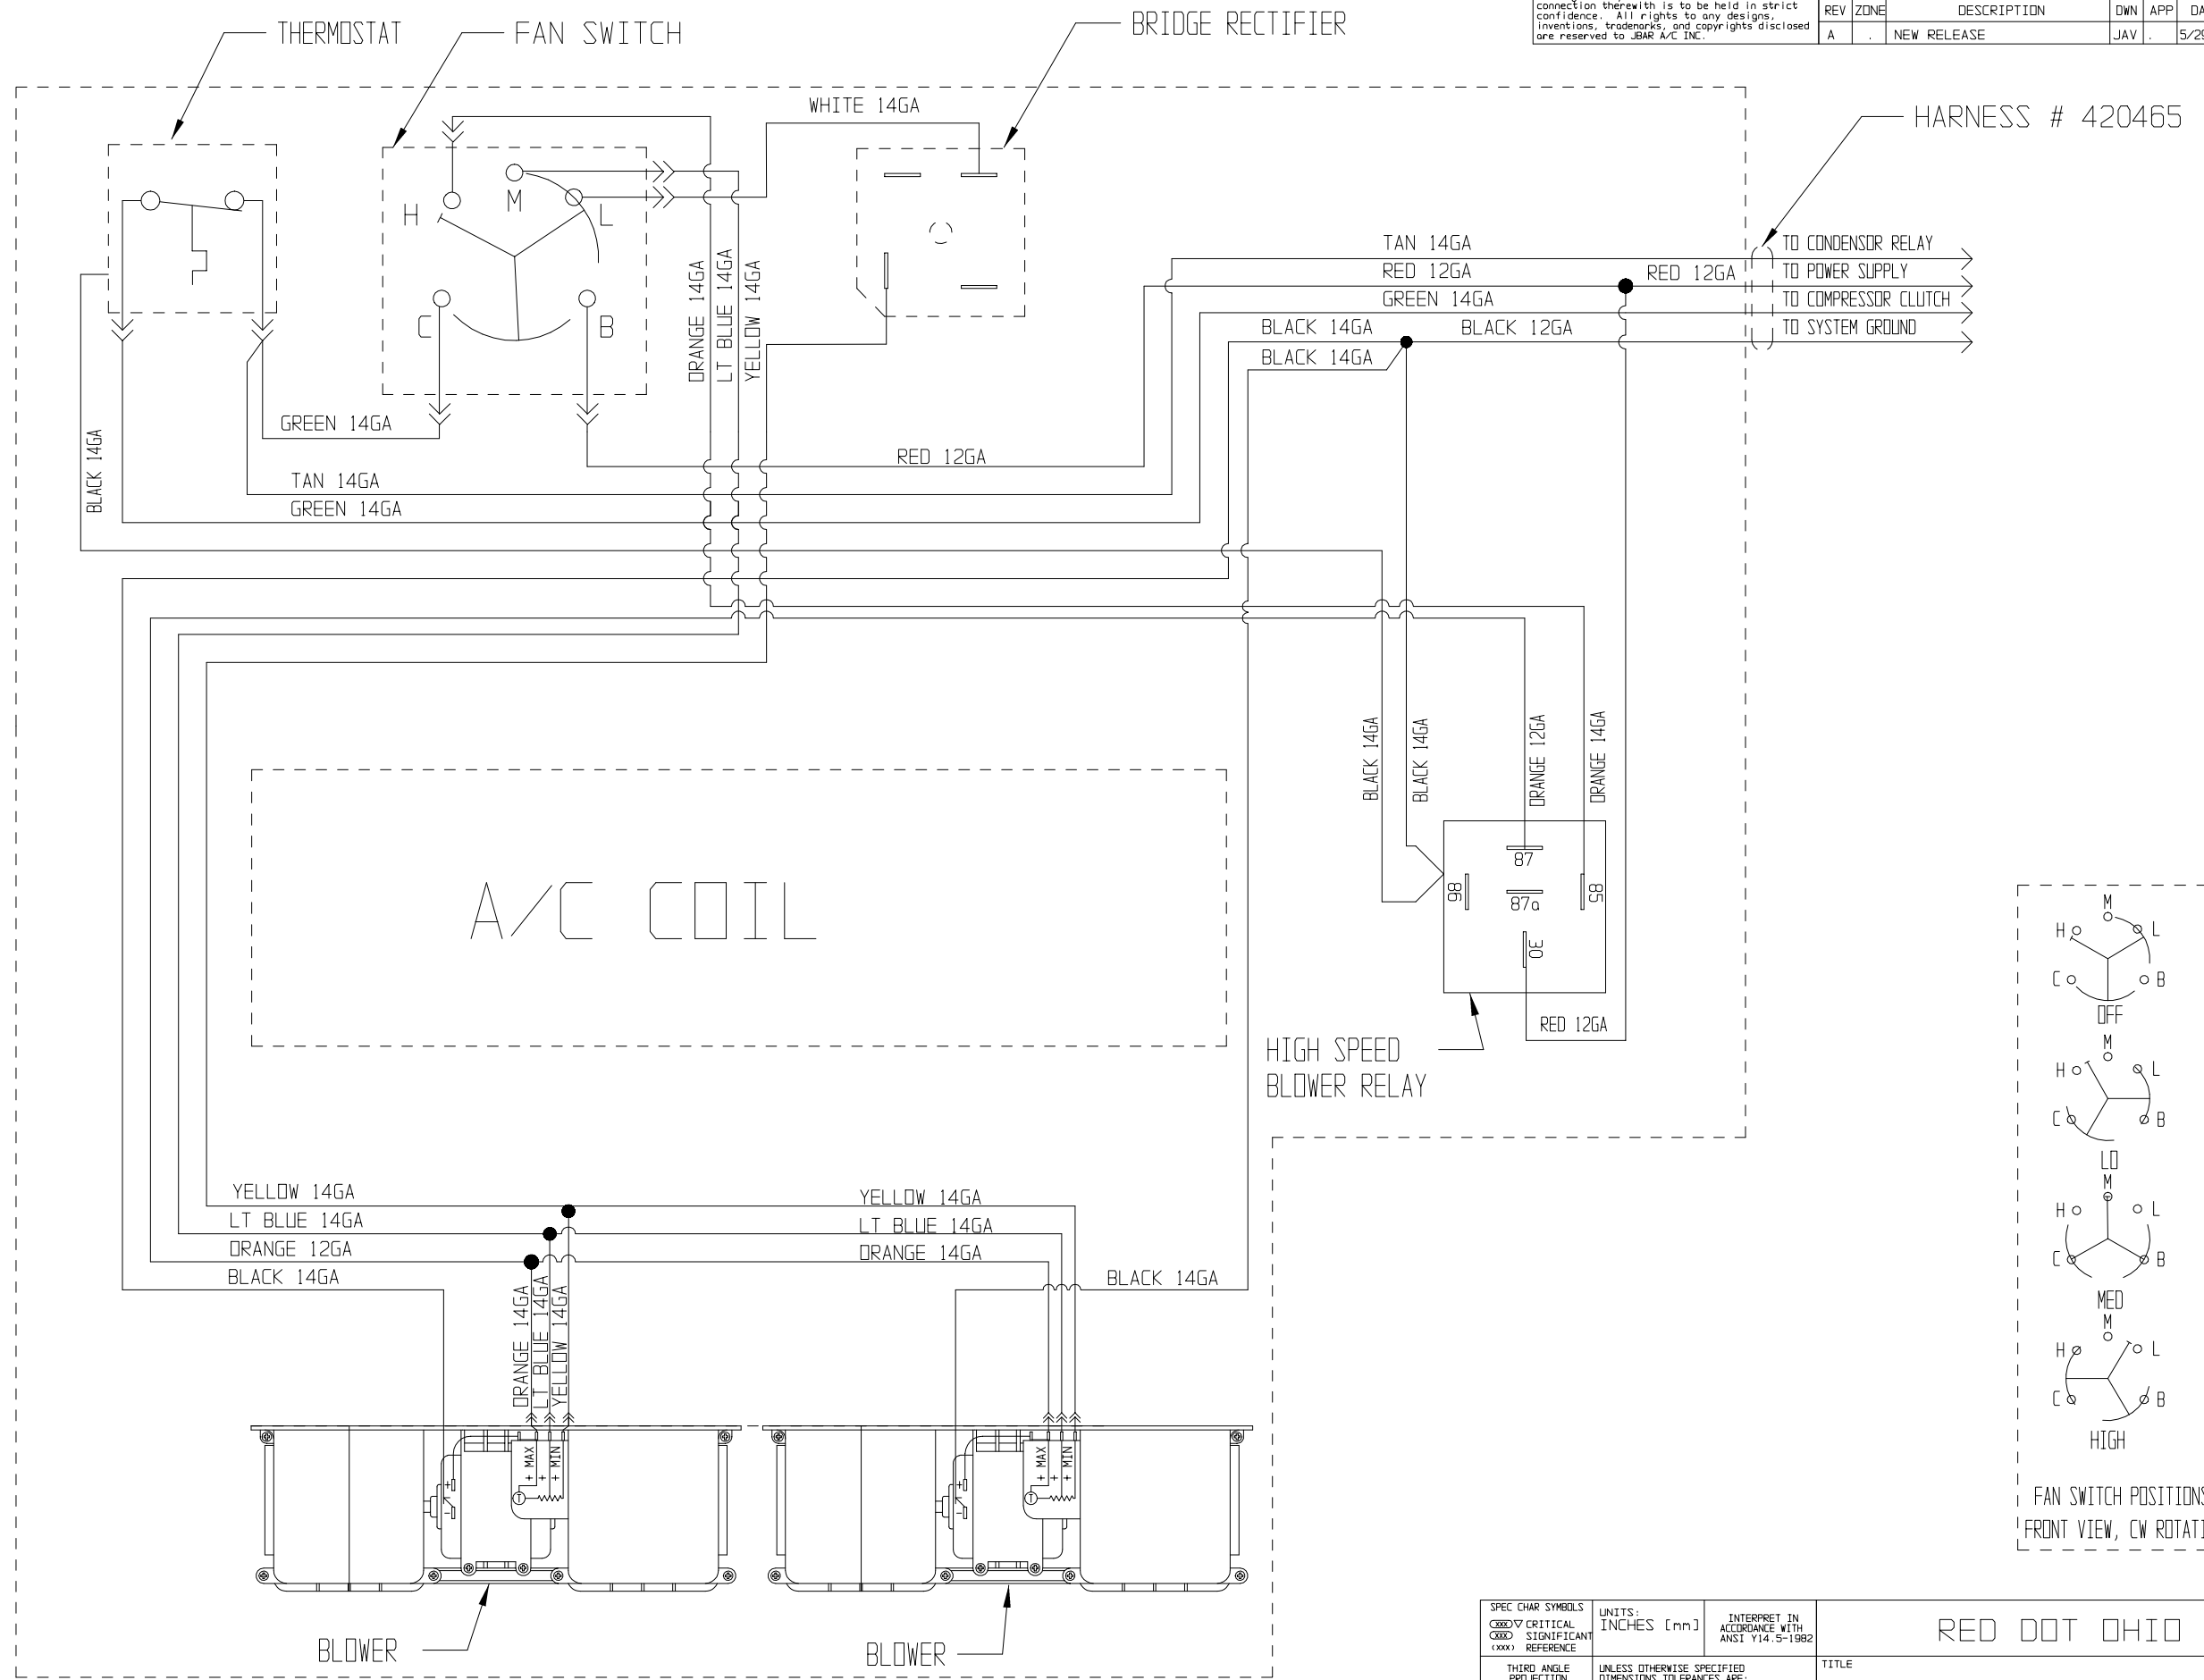 connection therewith is to be held in strict
confidence. All rights to any designs,
inventions, trademarks, and copyrights disclosed
are reserved to JBAR A/C INC.
REV ZONE DESCRIPTION DWN APP
A . NEW RELEASE JAV .
THERMOSTAT
FAN SWITCH
BRIDGE RECTIFIER
HARNESS # 420465
WHITE 14GA
H
M
L
C
B
ORANGE 14GA
LT BLUE 14GA
YELLOW 14GA
TAN 14GA
RED 12GA
GREEN 14GA
BLACK 14GA
BLACK 14GA
BLACK 12GA
RED 12GA
TO CONDENSOR RELAY
TO POWER SUPPLY
TO COMPRESSOR CLUTCH
TO SYSTEM GROUND
BLACK 14GA
GREEN 14GA
RED 12GA
TAN 14GA
GREEN 14GA
BLACK 14GA
BLACK 14GA
ORANGE 12GA
ORANGE 14GA
87
86
87a
85
30
RED 12GA
HIGH SPEED
BLOWER RELAY
A/C COIL
M
H
L
C
B
OFF
M
H
L
C
B
LO
M
H
L
C
B
MED
M
H
L
C
B
HIGH
FAN SWITCH POSITIONS
FRONT VIEW, CW
YELLOW 14GA
LT BLUE 14GA
ORANGE 12GA
BLACK 14GA
YELLOW 14GA
LT BLUE 14GA
ORANGE 14GA
BLACK 14GA
ORANGE 14GA
LT BLUE 14GA
YELLOW 14GA
+ MAX
+
+ MIN
T
+
-
+ MAX
+
+ MIN
T
+
-
BLOWER
BLOWER
SPEC CHAR SYMBOLS
XXX CRITICAL
XXX SIGNIFICANT
(XXX) REFERENCE
UNITS:
INCHES [mm]
INTERPRET IN
ACCORDANCE WITH
ANSI Y14.5-1982
RED DOT OHIO
THIRD ANGLE
PROJECTION
UNLESS OTHERWISE SPECIFIED
DIMENSIONS TOLERANCES ARE:
TITLE